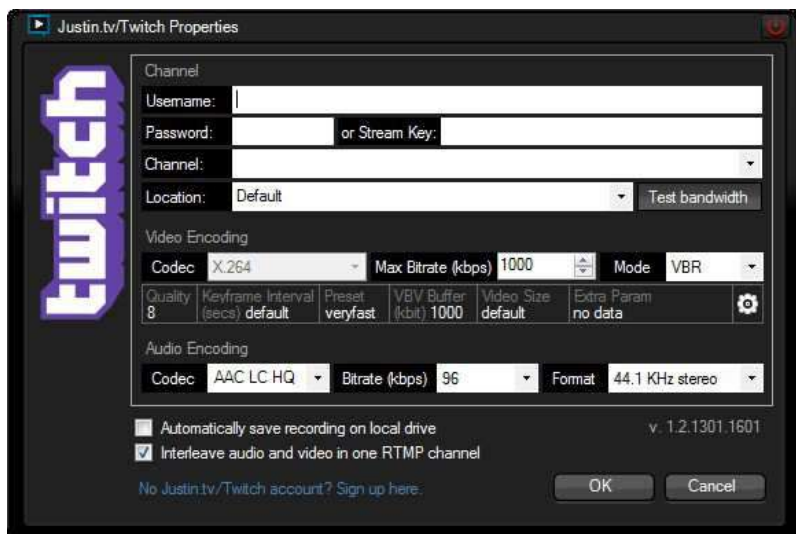 Justin.tv/Twitch Properties
twitch
Channel
Username:
Password: or Stream Key:
Channel:
Location: Default Test bandwidth
Video Encoding
Codec X.264 Max Bitrate (kbps) 1000 Mode VBR
Quality Keyframe Interval Preset VBV Buffer Video Size Extra Param
8 (secs) default veryfast (kbit) 1000 default no data
Audio Encoding
Codec AAC LC HQ Bitrate (kbps) 96 Format 44.1 KHz stereo
Automatically save recording on local drive v. 1.2.1301.1601
Interleave audio and video in one RTMP channel
No Justin.tv/Twitch account? Sign up here. OK Cancel